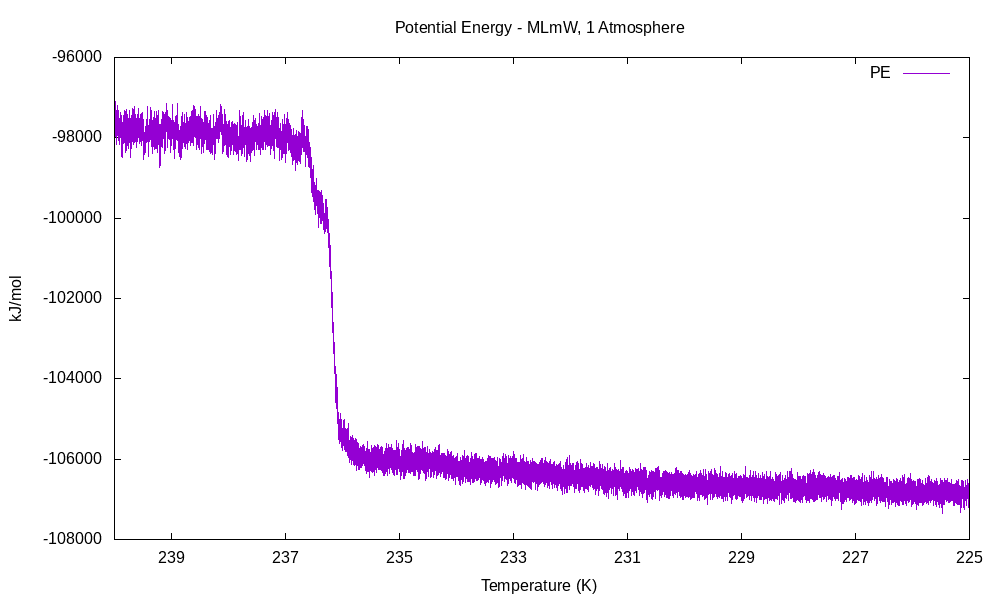 Potential Energy - MLmW, 1 Atmosphere
-96000
PE
-98000
-100000
-102000
kJ/mol
-104000
-106000
-108000
239 237 235 233 231 229 227 225
Temperature (K)